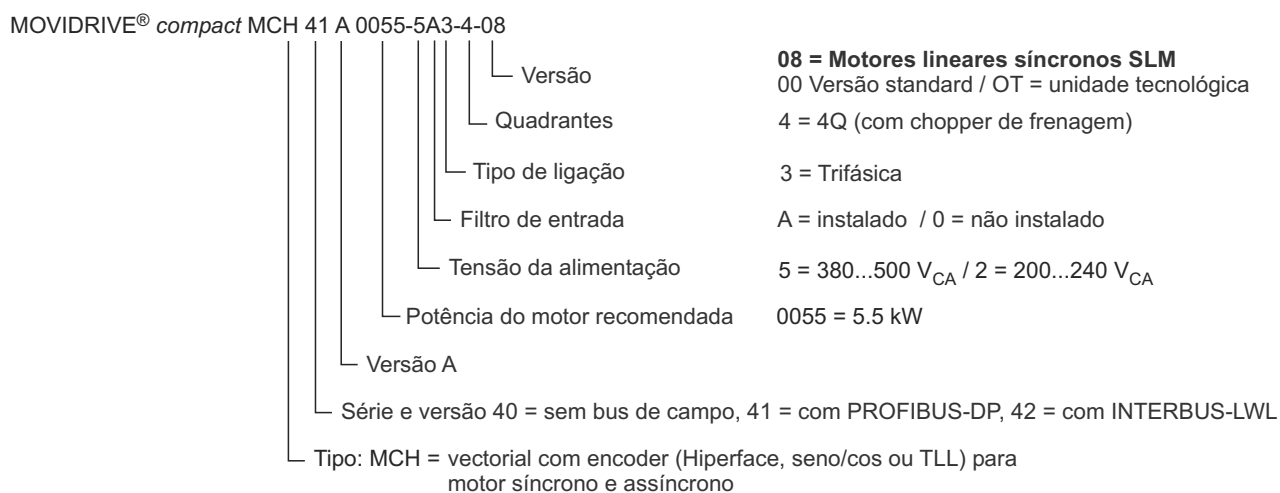 MOVIDRIVE® compact MCH 41 A 0055-5A3-4-08
Versão
08 = Motores lineares síncronos SLM
00 Versão standard / OT = unidade tecnológica
Quadrantes 4 = 4Q (com chopper de frenagem)
Tipo de ligação 3 = Trifásica
Filtro de entrada A = instalado / 0 = não instalado
Tensão da alimentação 5 = 380...500 VCA / 2 = 200...240 VCA
Potência do motor recomendada 0055 = 5.5 kW
Versão A
Série e versão 40 = sem bus de campo, 41 = com PROFIBUS-DP, 42 = com INTERBUS-LWL
Tipo: MCH = vectorial com encoder (Hiperface, seno/cos ou TLL) para
motor síncrono e assíncrono